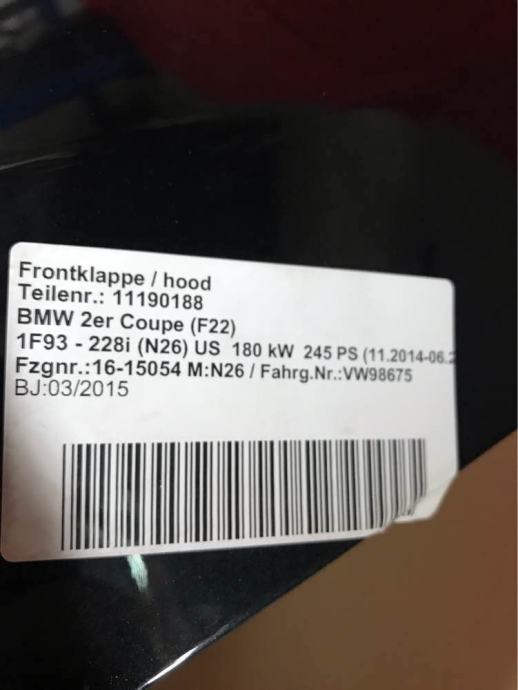 Frontklappe / hood
Teilenr.: 11190188
BMW 2er Coupe (F22)
1F93 - 228i (N26) US 180 kW 245 PS (11.2014-06.2
Fzgnr.:16-15054 M:N26 / Fahrg.Nr.:VW98675
BJ:03/2015